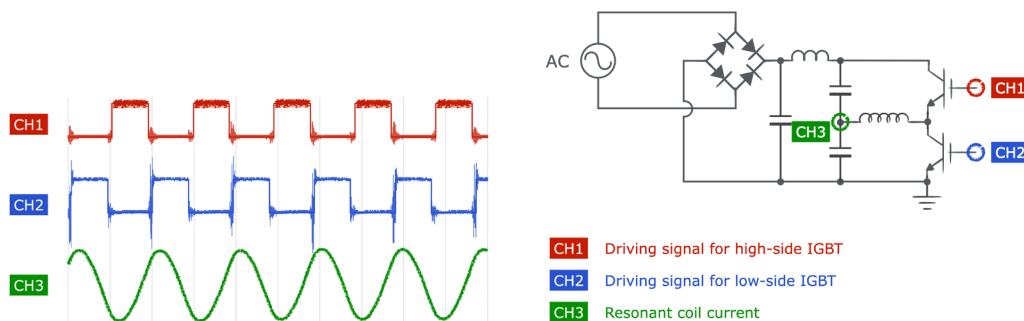 AC
CH1
CH3
CH2
CH1
CH2
CH3
CH1 Driving signal for high-side IGBT
CH2 Driving signal for low-side IGBT
CH3 Resonant coil current